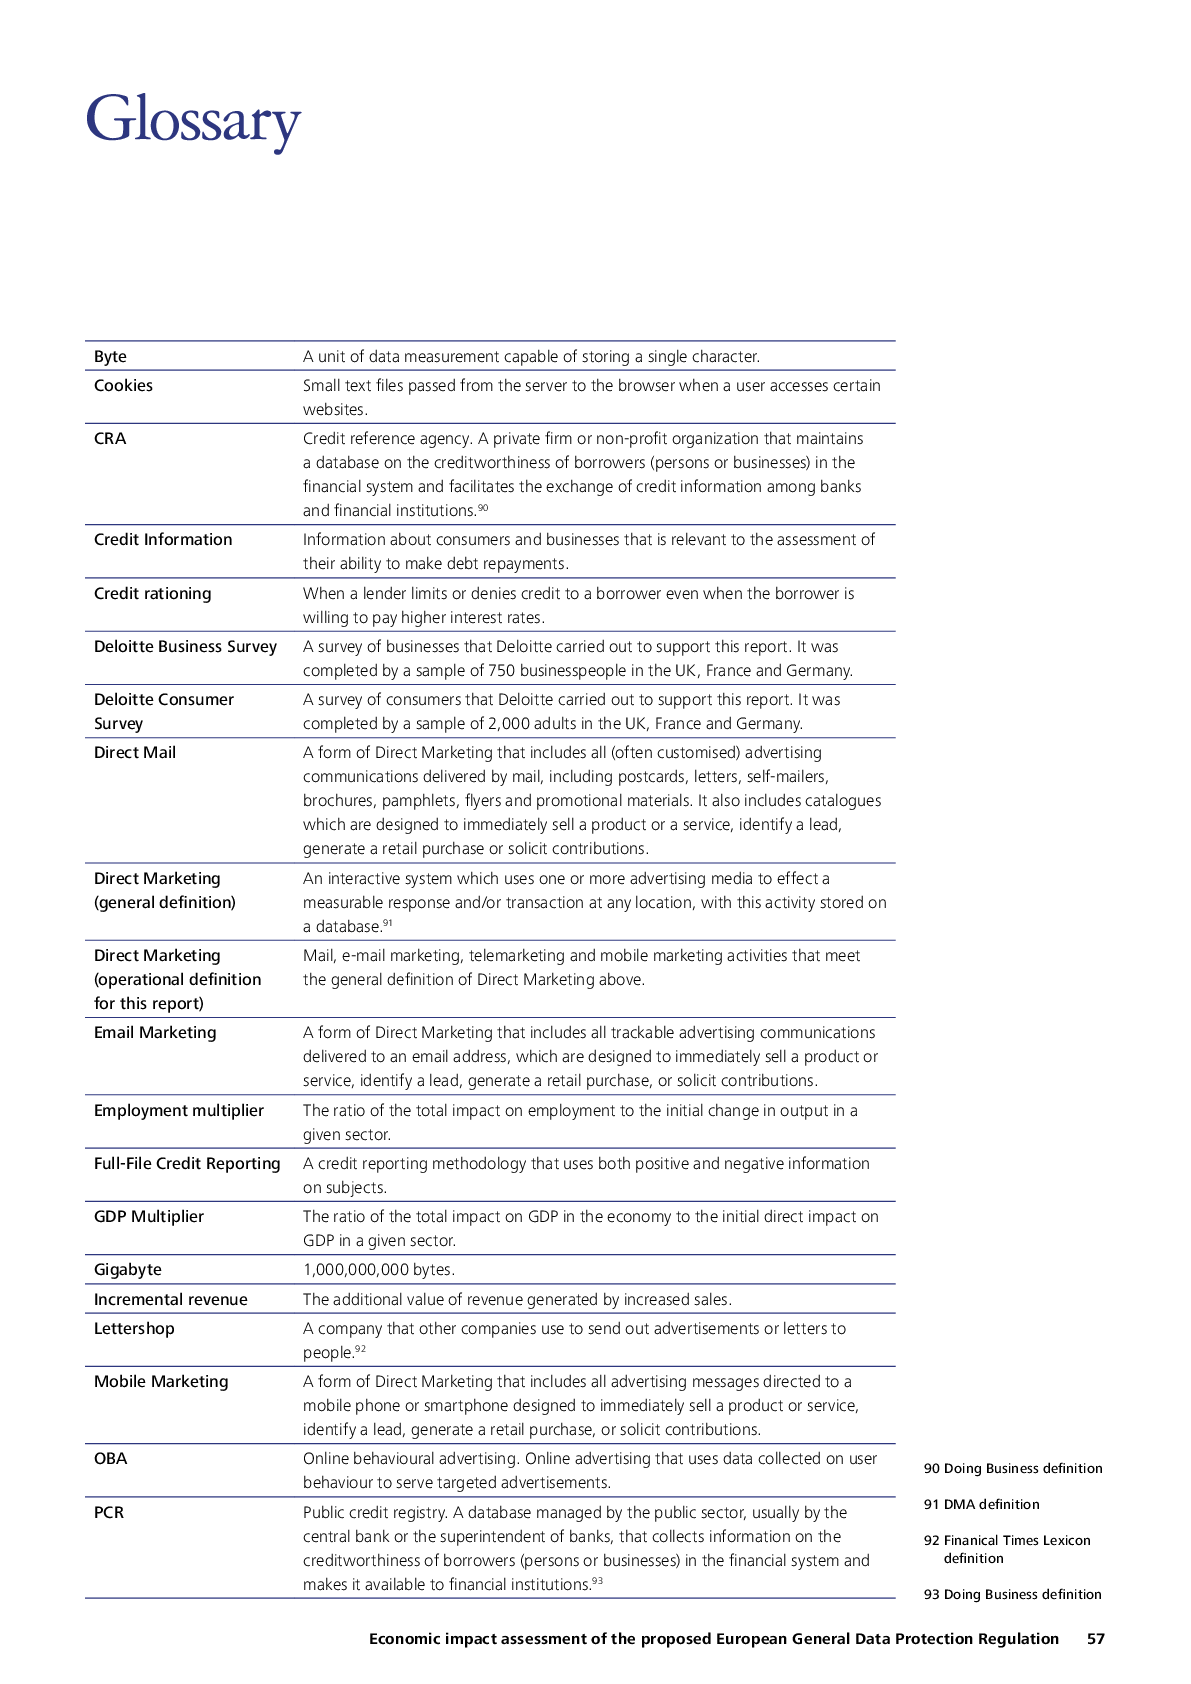 Glossary
Byte
A unit of data measurement capable of storing a single character.
Cookies
Small text files passed from the server to the browser when a user accesses certain
websites.
CRA
Credit reference agency. A private firm or non-profit organization that maintains
a database on the creditworthiness of borrowers (persons or businesses) in the
financial system and facilitates the exchange of credit information among banks
and financial institutions.90
Credit Information
Information about consumers and businesses that is relevant to the assessment of
their ability to make debt repayments.
Credit rationing
When a lender limits or denies credit to a borrower even when the borrower is
willing to pay higher interest rates.
Deloitte Business Survey
A survey of businesses that Deloitte carried out to support this report. It was
completed by a sample of 750 businesspeople in the UK, France and Germany.
Deloitte Consumer
Survey
A survey of consumers that Deloitte carried out to support this report. It was
completed by a sample of 2,000 adults in the UK, France and Germany.
Direct Mail
A form of Direct Marketing that includes all (often customised) advertising
communications delivered by mail, including postcards, letters, self-mailers,
brochures, pamphlets, flyers and promotional materials. It also includes catalogues
which are designed to immediately sell a product or a service, identify a lead,
generate a retail purchase or solicit contributions.
Direct Marketing
(general definition)
An interactive system which uses one or more advertising media to effect a
measurable response and/or transaction at any location, with this activity stored on
a database.91
Direct Marketing
(operational definition
for this report)
Mail, e-mail marketing, telemarketing and mobile marketing activities that meet
the general definition of Direct Marketing above.
Email Marketing
A form of Direct Marketing that includes all trackable advertising communications
delivered to an email address, which are designed to immediately sell a product or
service, identify a lead, generate a retail purchase, or solicit contributions.
Employment multiplier
The ratio of the total impact on employment to the initial change in output in a
given sector.
Full-File Credit Reporting
A credit reporting methodology that uses both positive and negative information
on subjects.
GDP Multiplier
The ratio of the total impact on GDP in the economy to the initial direct impact on
GDP in a given sector.
Gigabyte
1,000,000,000 bytes.
Incremental revenue
The additional value of revenue generated by increased sales.
Lettershop
A company that other companies use to send out advertisements or letters to
people.92
Mobile Marketing
A form of Direct Marketing that includes all advertising messages directed to a
mobile phone or smartphone designed to immediately sell a product or service,
identify a lead, generate a retail purchase, or solicit contributions.
OBA
Online behavioural advertising. Online advertising that uses data collected on user
behaviour to serve targeted advertisements.
PCR
Public credit registry. A database managed by the public sector, usually by the
central bank or the superintendent of banks, that collects information on the
creditworthiness of borrowers (persons or businesses) in the financial system and
makes it available to financial institutions.93
90 Doing Business definition
91 DMA definition
92 Finanical Times Lexicon
definition
93 Doing Business definition
Economic impact assessment of the proposed European General Data Protection Regulation 57